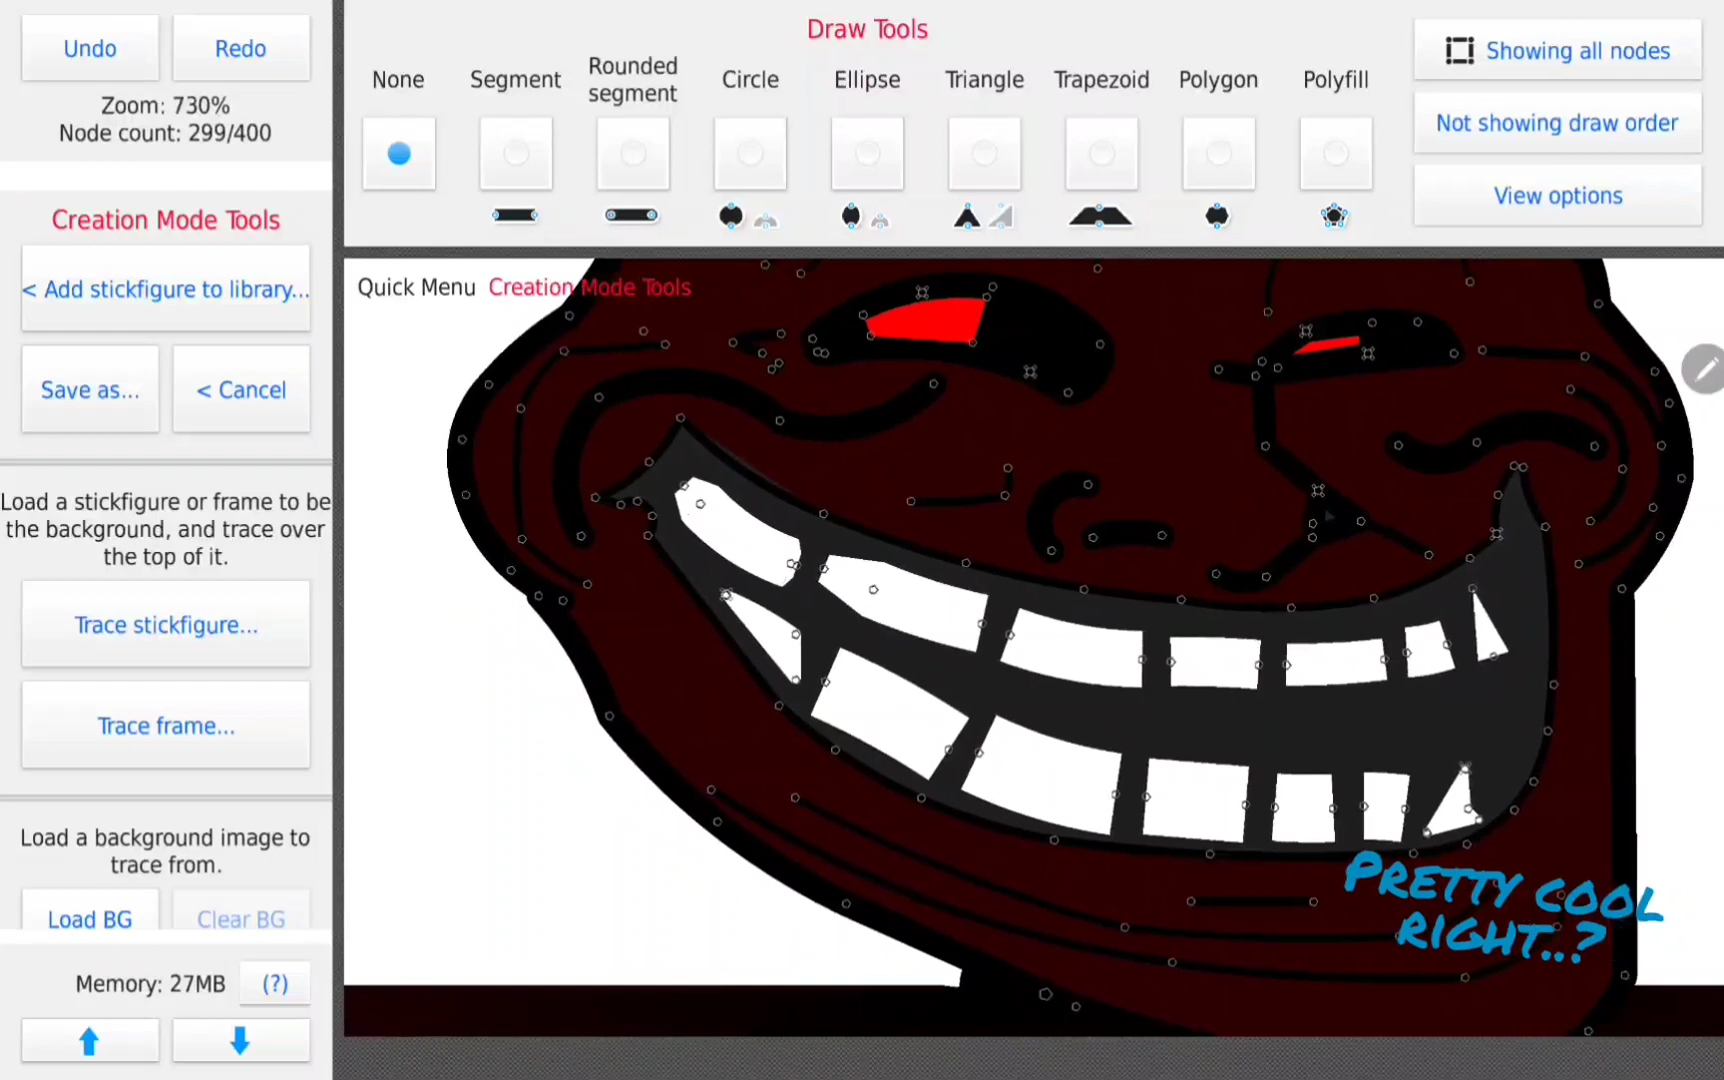 Undo
Redo
Zoom: 730%
Node count: 299/400
Creation Mode Tools
< Add stickfigure to library...
Save as...
< Cancel
Load a stickfigure or frame to be
the background, and trace over
the top of it.
Trace stickfigure...
Trace frame...
Load a background image to
trace from.
Load BG
Clear BG
Memory: 27MB
(?)
Draw Tools
None
Segment
Rounded
segment
Circle
Ellipse
Triangle
Trapezoid
Polygon
Polyfill
Showing all nodes
Not showing draw order
View options
Quick Menu Creation Mode Tools
PRETTY COOL
RIGHT..?